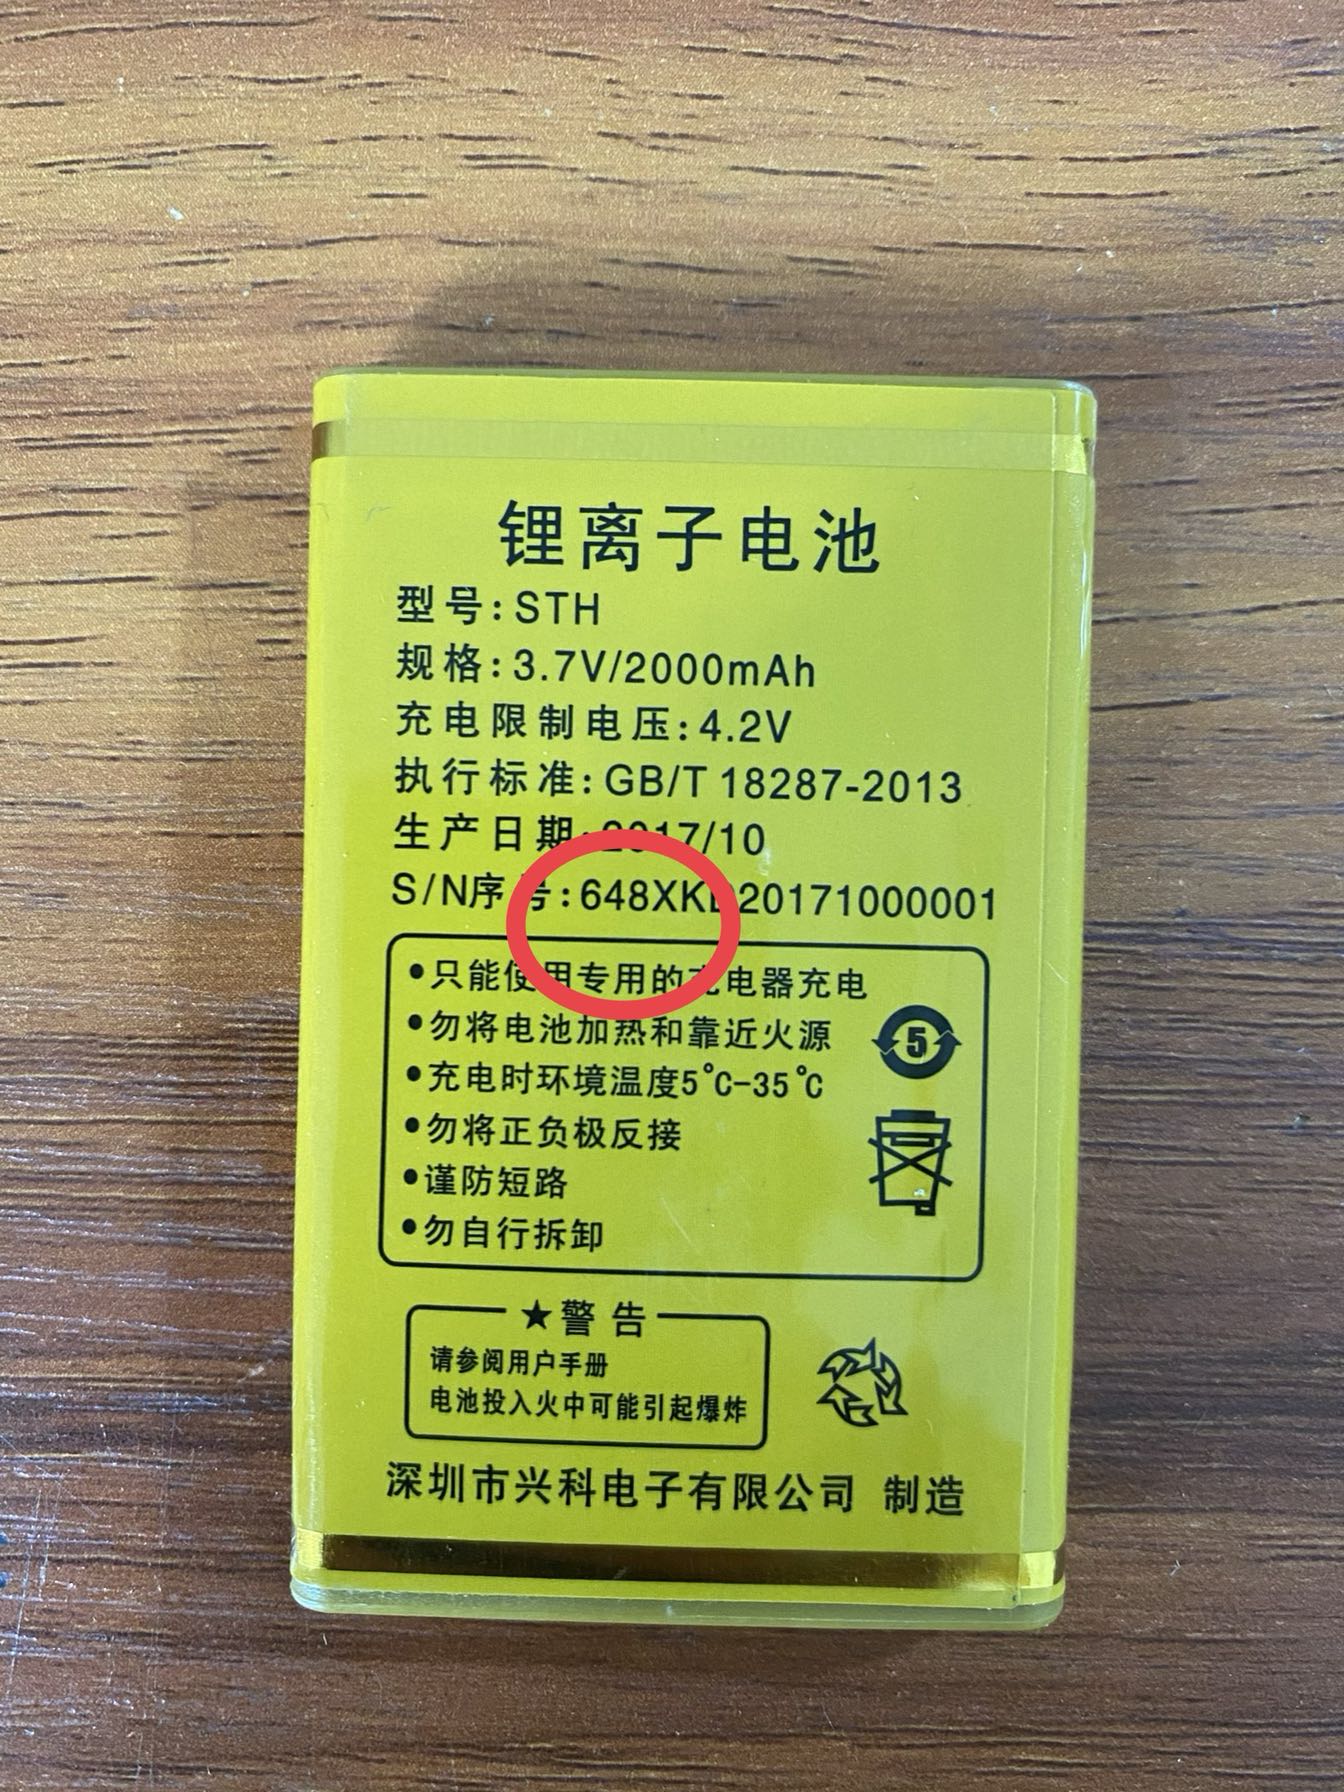 锂离子电池
型号:STH
规格:3.7V/2000mAh
充电限制电压:4.2V
执行标准:GB/T 18287-2013
生产日期:2017/10
S/N序号:648XKD20171000001
•只能使用专用的充电器充电
•勿将电池加热和靠近火源
5
•充电时环境温度5℃-35℃
•勿将正负极反接
•谨防短路
•勿自行拆卸
★警告
请参阅用户手册
电池投入火中可能引起爆炸
深圳市兴科电子有限公司 制造